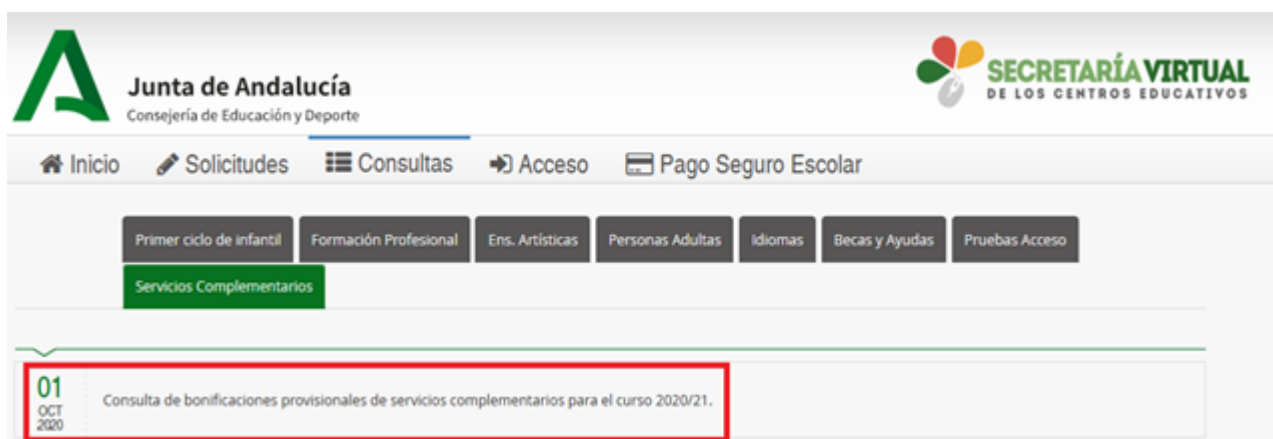 Junta de Andalucía
Consejería de Educación y Deporte
SECRETARÍA VIRTUAL
DE LOS CENTROS EDUCATIVOS
Inicio Solicitudes Consultas Acceso Pago Seguro Escolar
Primer ciclo de infantil Formación Profesional Ens. Artísticas Personas Adultas Idiomas Becas y Ayudas Pruebas Acceso
Servicios Complementarios
01
OCT
2020
Consulta de bonificaciones provisionales de servicios complementarios para el curso 2020/21.